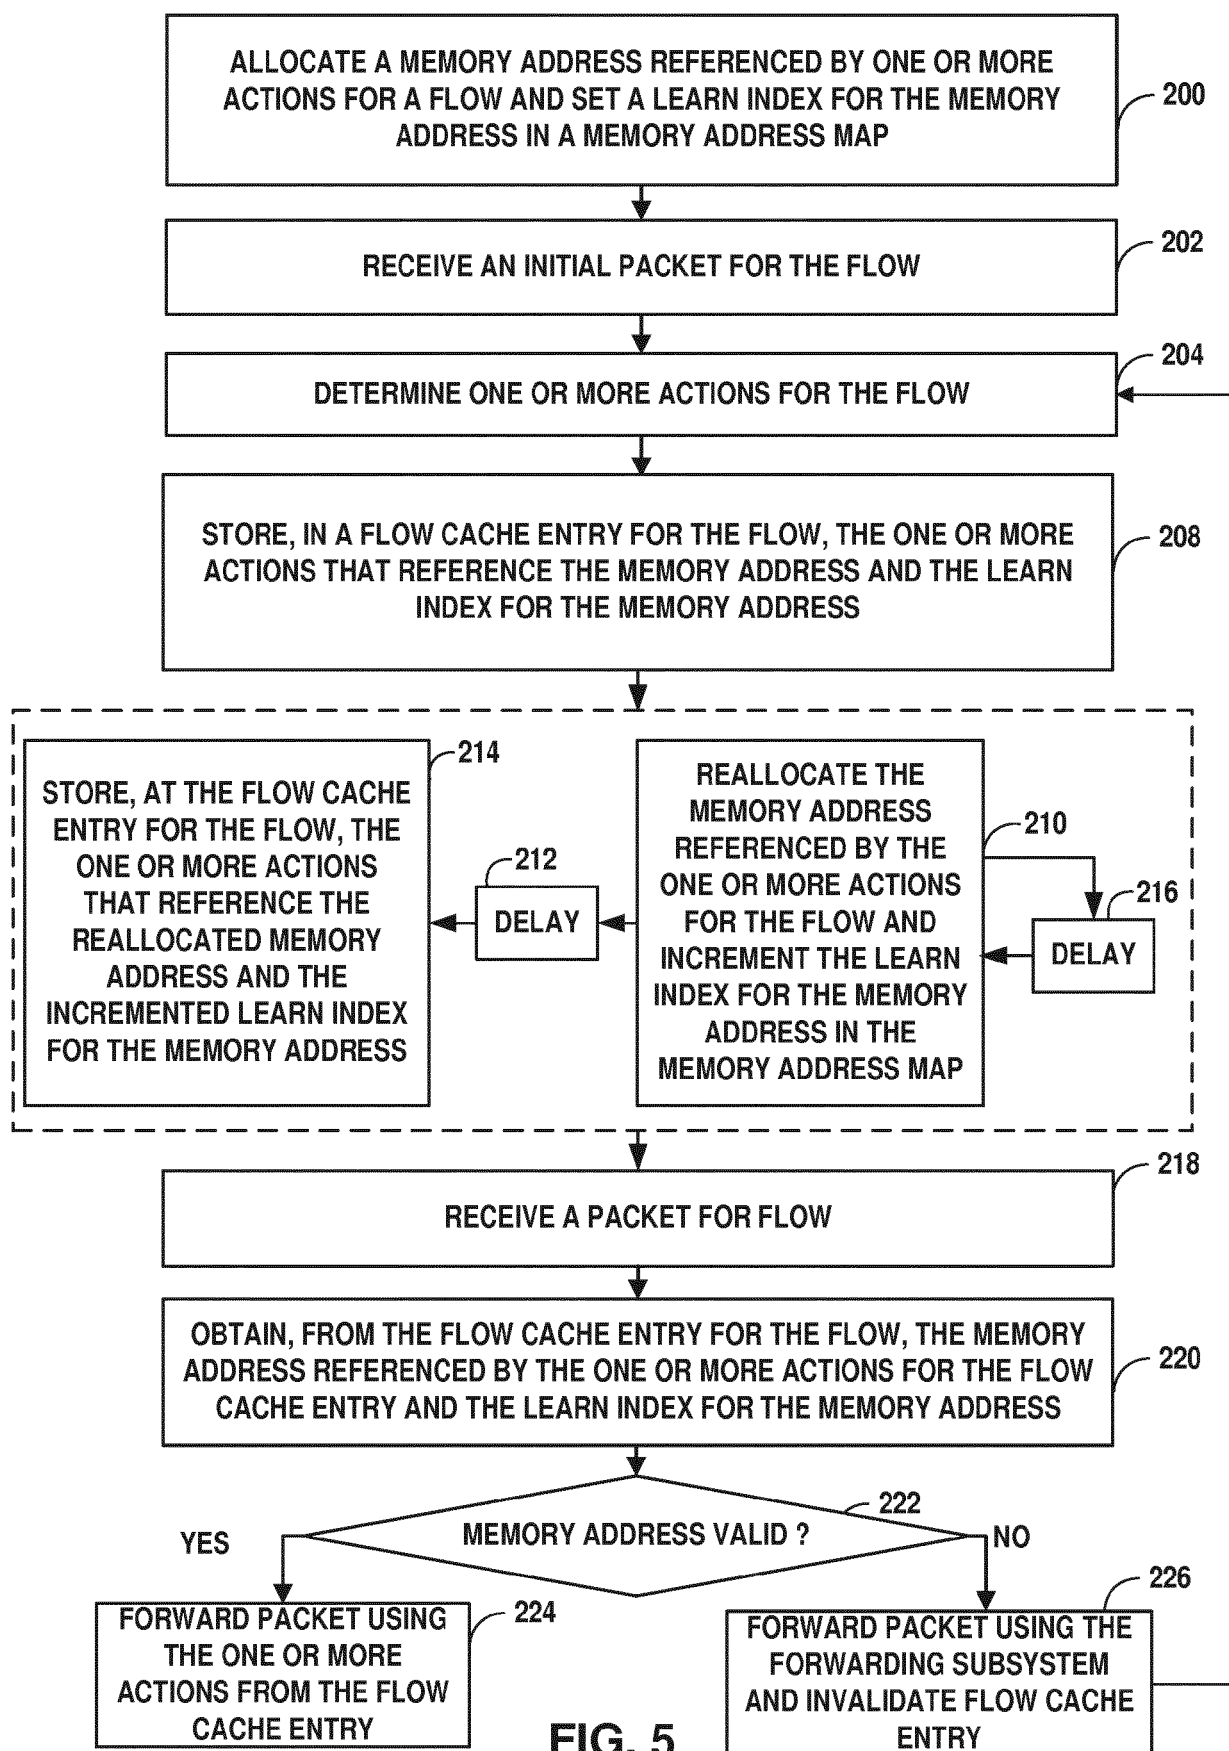 ALLOCATE A MEMORY ADDRESS REFERENCED BY ONE OR MORE
ACTIONS FOR A FLOW AND SET A LEARN INDEX FOR THE MEMORY
ADDRESS IN A MEMORY ADDRESS MAP
200
RECEIVE AN INITIAL PACKET FOR THE FLOW
202
DETERMINE ONE OR MORE ACTIONS FOR THE FLOW
204
STORE, IN A FLOW CACHE ENTRY FOR THE FLOW, THE ONE OR MORE
ACTIONS THAT REFERENCE THE MEMORY ADDRESS AND THE LEARN
INDEX FOR THE MEMORY ADDRESS
208
STORE, AT THE FLOW CACHE
ENTRY FOR THE FLOW, THE
ONE OR MORE ACTIONS
THAT REFERENCE THE
REALLOCATED MEMORY
ADDRESS AND THE
INCREMENTED LEARN INDEX
FOR THE MEMORY ADDRESS
214
212
DELAY
REALLOCATE THE
MEMORY ADDRESS
REFERENCED BY THE
ONE OR MORE ACTIONS
FOR THE FLOW AND
INCREMENT THE LEARN
INDEX FOR THE MEMORY
ADDRESS IN THE
MEMORY ADDRESS MAP
210
216
DELAY
218
RECEIVE A PACKET FOR FLOW
OBTAIN, FROM THE FLOW CACHE ENTRY FOR THE FLOW, THE MEMORY
ADDRESS REFERENCED BY THE ONE OR MORE ACTIONS FOR THE FLOW
CACHE ENTRY AND THE LEARN INDEX FOR THE MEMORY ADDRESS
220
222
MEMORY ADDRESS VALID ?
YES
NO
FORWARD PACKET USING
THE ONE OR MORE
ACTIONS FROM THE FLOW
CACHE ENTRY
224
226
FORWARD PACKET USING THE
FORWARDING SUBSYSTEM
AND INVALIDATE FLOW CACHE
ENTRY
FIG. 5